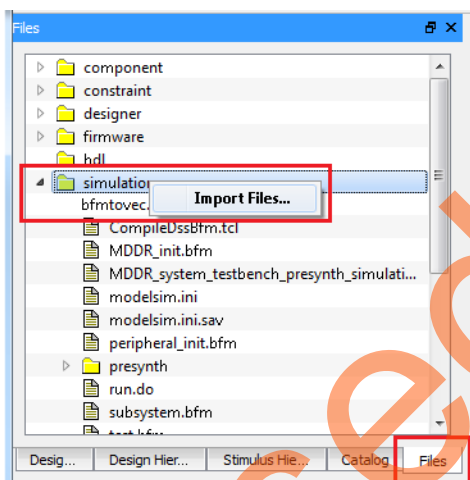 Files
component
constraint
designer
firmware
hdl
simulation
Import Files...
bfmtovec.
CompileDssBfm.tcl
MDDR_init.bfm
MDDR_system_testbench_presynth_simulati...
modelsim.ini
modelsim.ini.sav
peripheral_init.bfm
presynth
run.do
subsystem.bfm
Desig... Design Hier... Stimulus Hie... Catalog Files